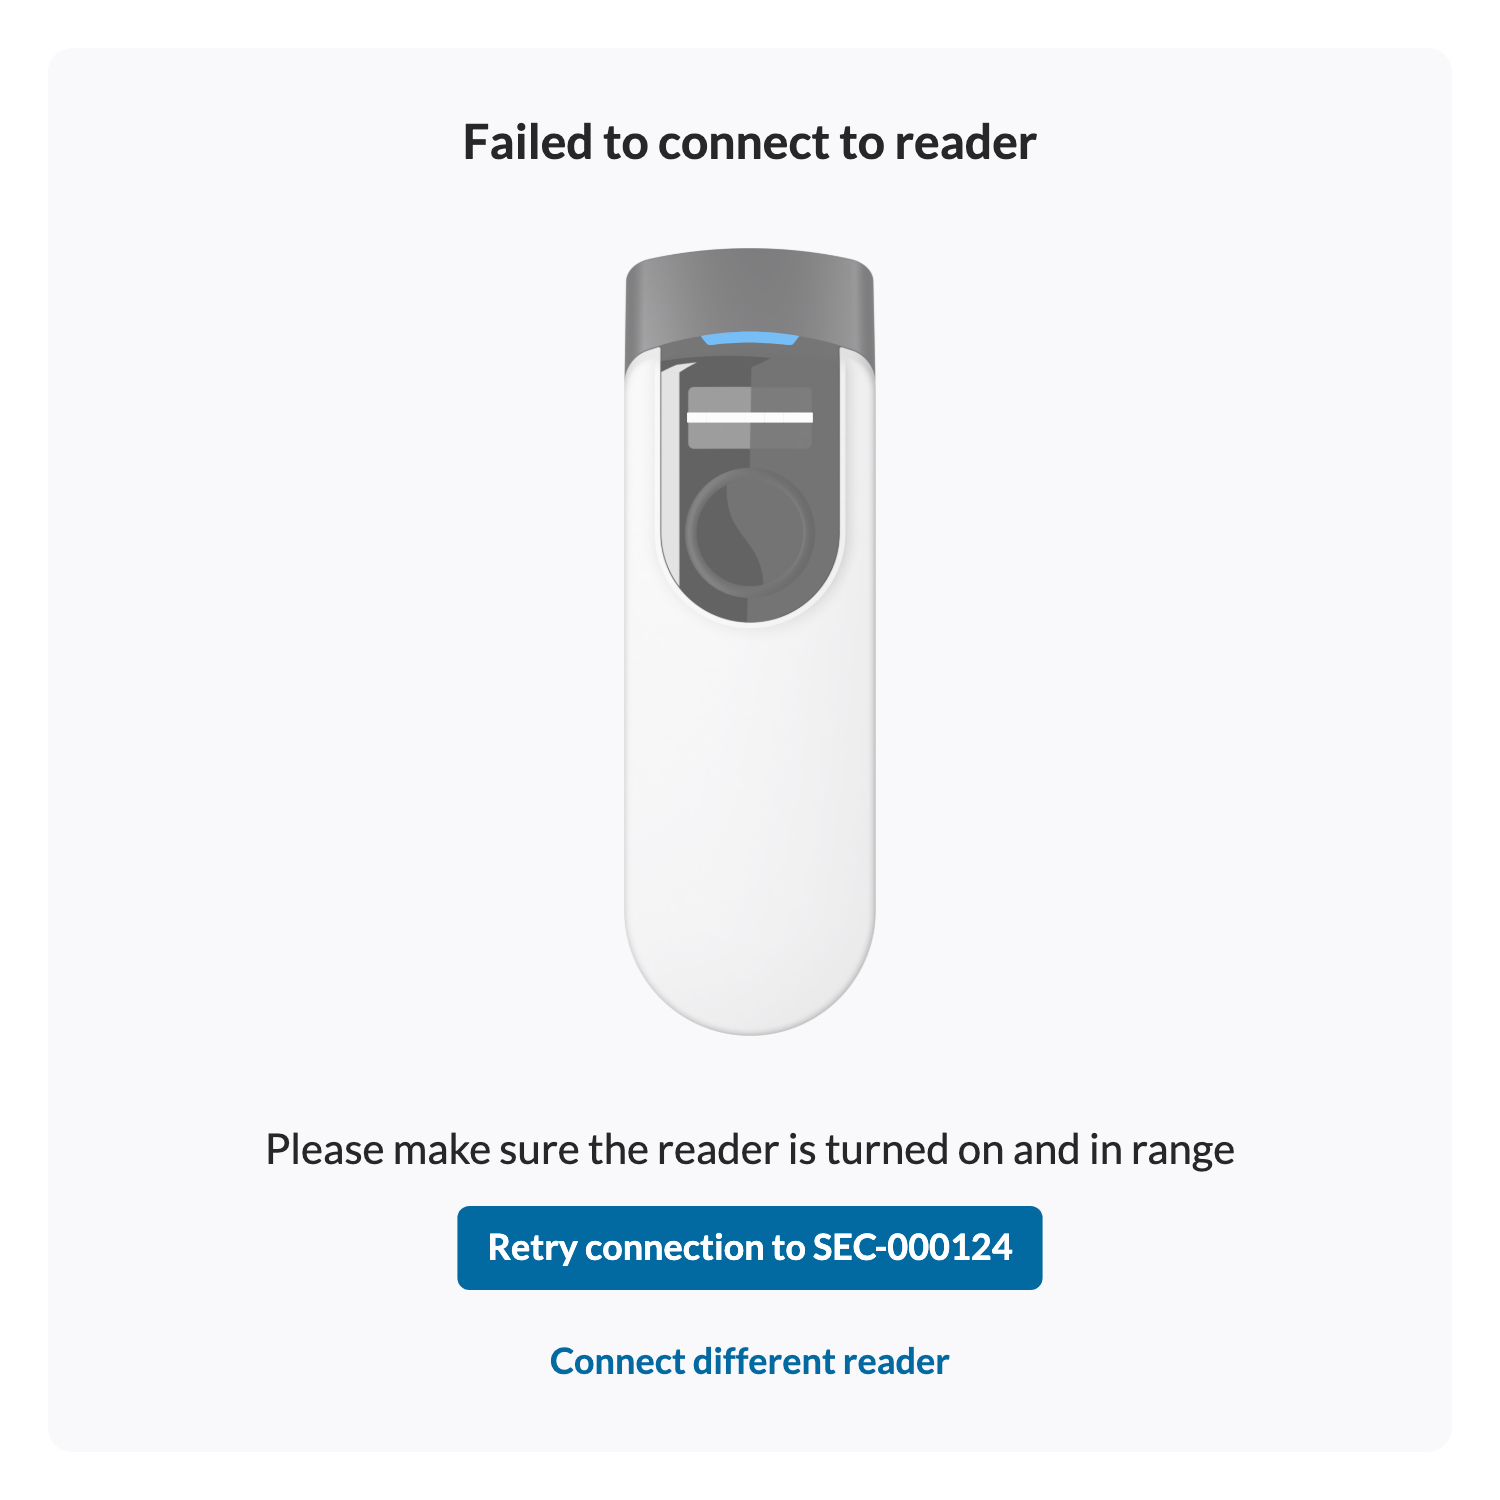 Failed to connect to reader
Please make sure the reader is turned on and in range
Retry connection to SEC-000124
Connect different reader